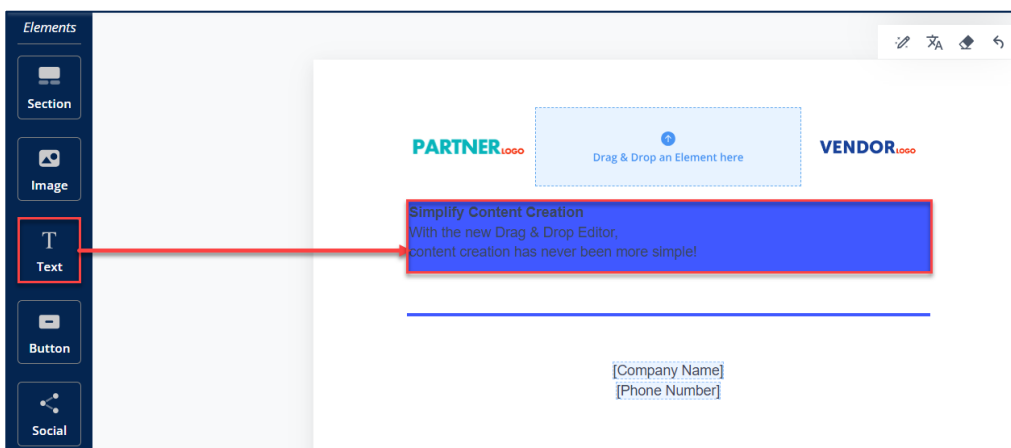 Elements
Section
Image
T
Text
Button
Social
PARTNER LOGO
Drag & Drop an Element here
VENDOR LOGO
Simplify Content Creation
With the new Drag & Drop Editor,
content creation has never been more simple!
[Company Name]
[Phone Number]